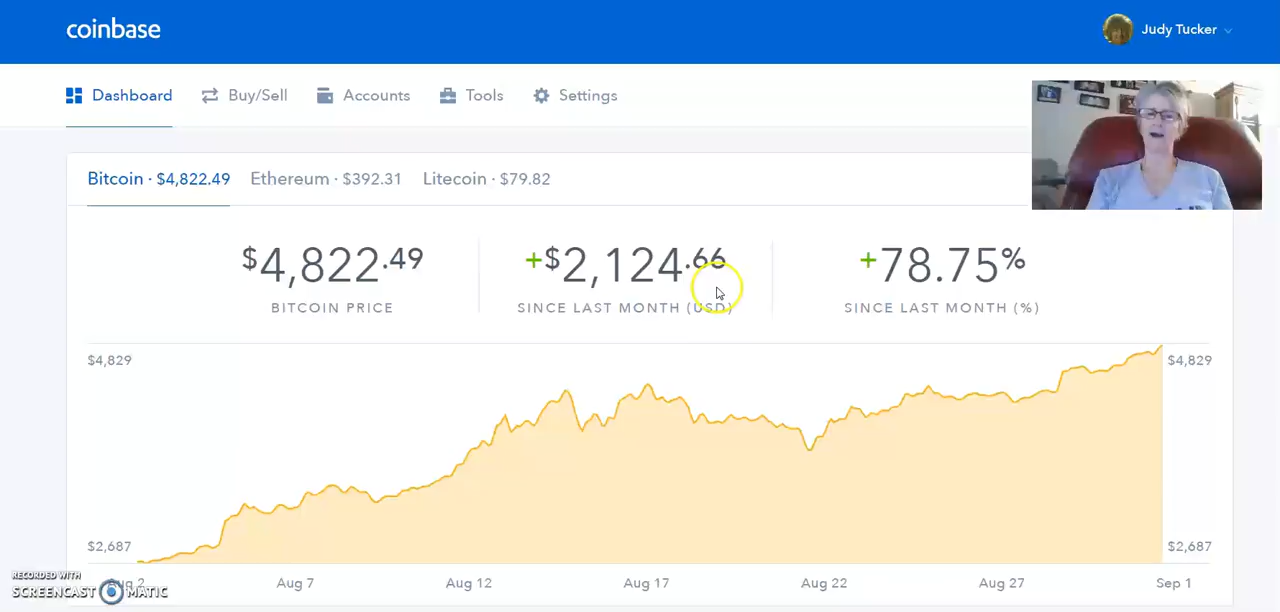 coinbase
Judy Tucker
Dashboard
Buy/Sell
Accounts
Tools
Settings
Bitcoin · $4,822.49
Ethereum · $392.31
Litecoin · $79.82
$4,822.49
BITCOIN PRICE
+$2,124.66
SINCE LAST MONTH (USD)
+78.75%
SINCE LAST MONTH (%)
$4,829
$4,829
$2,687
$2,687
Aug 2
Aug 7
Aug 12
Aug 17
Aug 22
Aug 27
Sep 1
RECORDED WITH
SCREENCAST MATIC